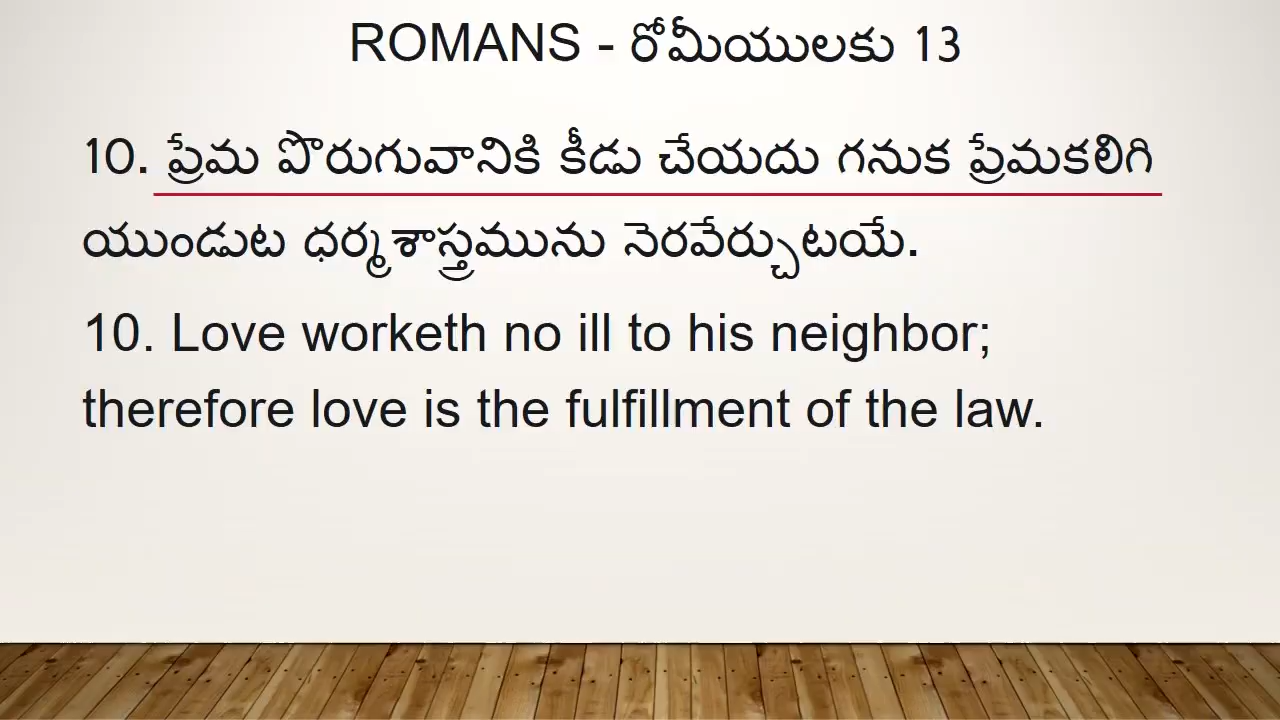 ROMANS - రోమీయులకు 13
10. ప్రేమ పొరుగువానికి కీడు చేయదు గనుక ప్రేమకలిగి
యుండుట ధర్మశాస్త్రమును నెరవేర్చుటయే.
10. Love worketh no ill to his neighbor;
therefore love is the fulfillment of the law.